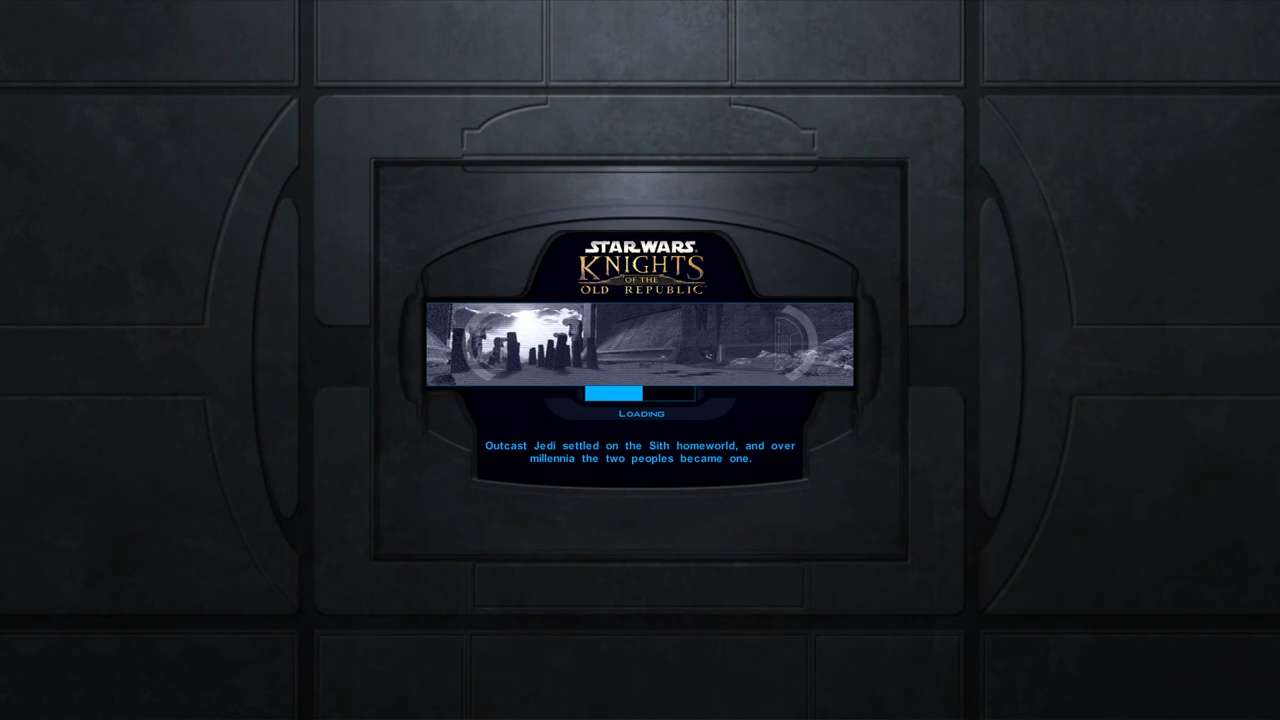 STAR WARS
KNIGHTS
OF THE
OLD REPUBLIC
LOADING
Outcast Jedi settled on the Sith homeworld, and over
millennia the two peoples became one.